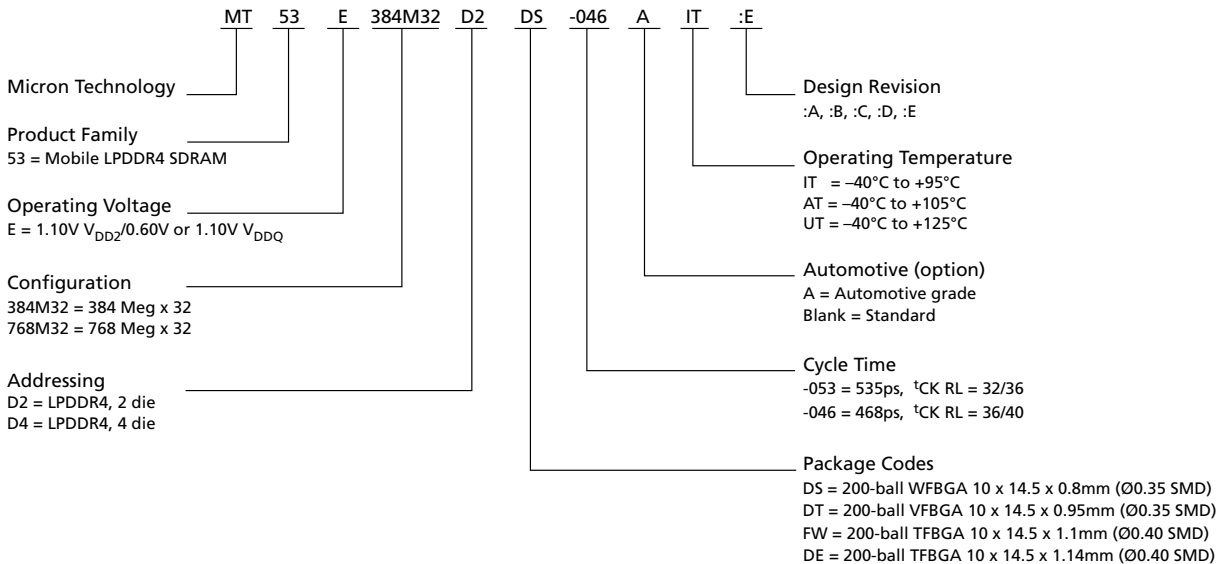 MT 53 E 384M32 D2 DS -046 A IT :E
Micron Technology
Product Family
53 = Mobile LPDDR4 SDRAM
Operating Voltage
E = 1.10V VDD2/0.60V or 1.10V VDDQ
Configuration
384M32 = 384 Meg x 32
768M32 = 768 Meg x 32
Addressing
D2 = LPDDR4, 2 die
D4 = LPDDR4, 4 die
Design Revision
:A, :B, :C, :D, :E
Operating Temperature
IT = –40°C to +95°C
AT = –40°C to +105°C
UT = –40°C to +125°C
Automotive (option)
A = Automotive grade
Blank = Standard
Cycle Time
-053 = 535ps, tCK RL = 32/36
-046 = 468ps, tCK RL = 36/40
Package Codes
DS = 200-ball WFBGA 10 x 14.5 x 0.8mm (Ø0.35 SMD)
DT = 200-ball VFBGA 10 x 14.5 x 0.95mm (Ø0.35 SMD)
FW = 200-ball TFBGA 10 x 14.5 x 1.1mm (Ø0.40 SMD)
DE = 200-ball TFBGA 10 x 14.5 x 1.14mm (Ø0.40 SMD)